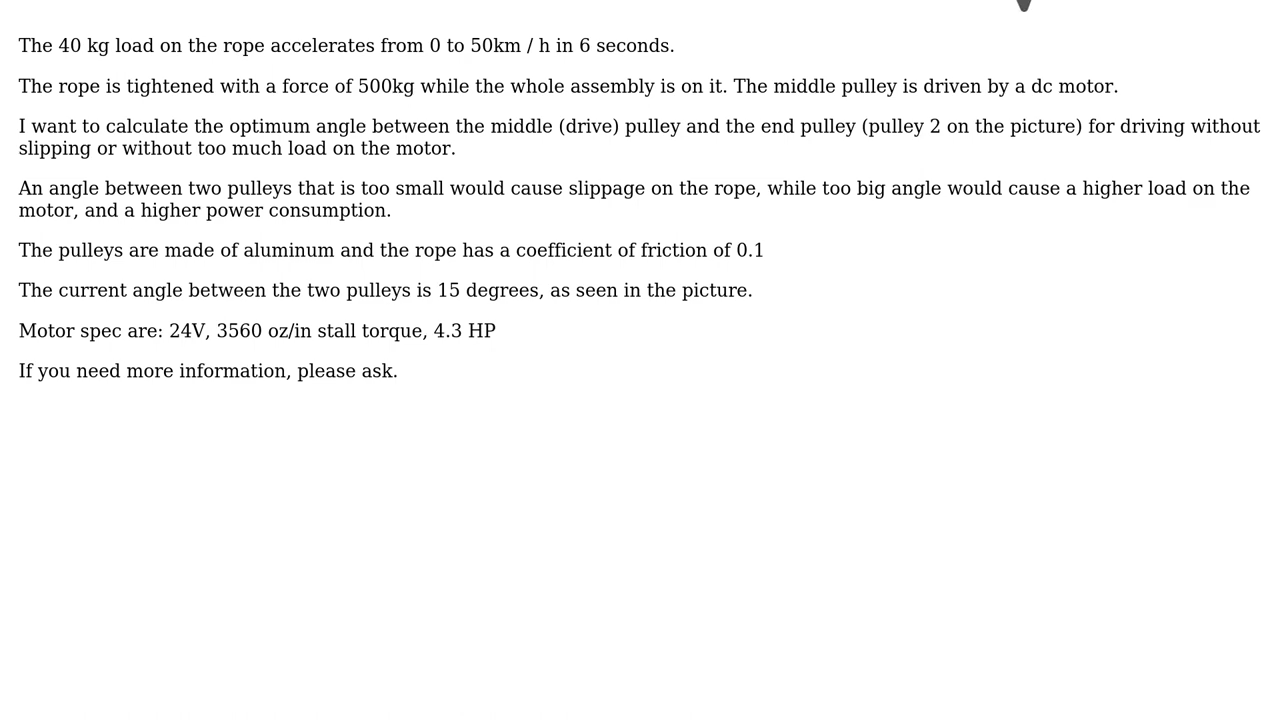 The 40 kg load on the rope accelerates from 0 to 50km / h in 6 seconds.
The rope is tightened with a force of 500kg while the whole assembly is on it. The middle pulley is driven by a dc motor.
I want to calculate the optimum angle between the middle (drive) pulley and the end pulley (pulley 2 on the picture) for driving without
slipping or without too much load on the motor.
An angle between two pulleys that is too small would cause slippage on the rope, while too big angle would cause a higher load on the
motor, and a higher power consumption.
The pulleys are made of aluminum and the rope has a coefficient of friction of 0.1
The current angle between the two pulleys is 15 degrees, as seen in the picture.
Motor spec are: 24V, 3560 oz/in stall torque, 4.3 HP
If you need more information, please ask.